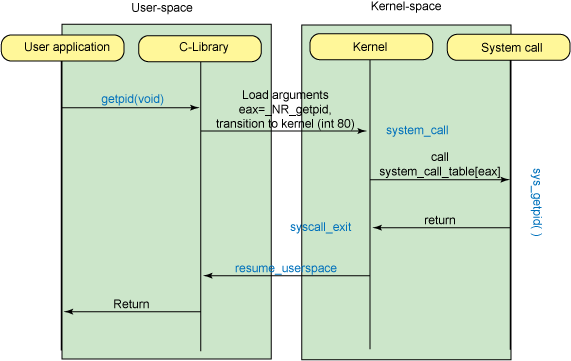 User-space
Kernel-space
User application
C-Library
Kernel
System call
getpid(void)
Load arguments
eax=_NR_getpid,
transition to kernel (int 80)
system_call
call
system_call_table[eax]
sys_getpid( )
return
syscall_exit
resume_userspace
Return